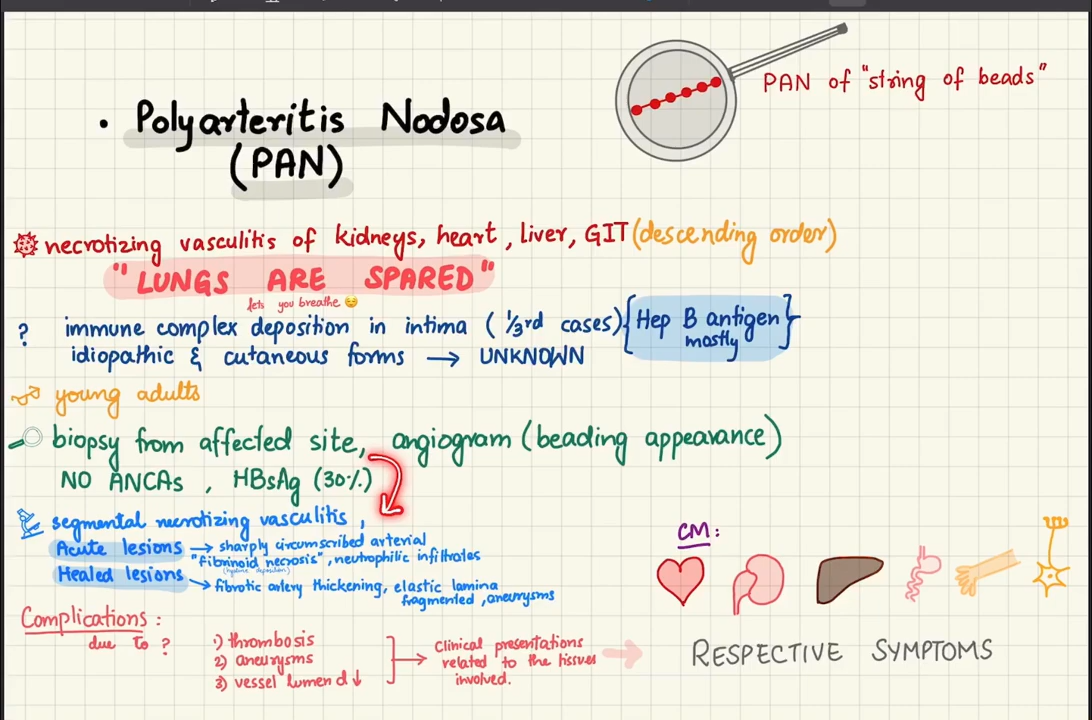 PAN of "string of beads"
• Polyarteritis Nodosa
(PAN)
necrotizing vasculitis of kidneys, heart, liver, GIT (descending order)
"LUNGS ARE SPARED"
lets you breathe 😌
? immune complex deposition in intima (1/3rd cases) {Hep B antigen mostly}
idiopathic & cutaneous forms → UNKNOWN
young adults
biopsy from affected site, angiogram (beading appearance)
NO ANCAs, HBsAg (30%)
segmental necrotizing vasculitis,
Acute lesions → sharply circumscribed arterial
"fibrinoid necrosis", neutrophilic infiltrates
Healed lesions → fibrotic artery thickening, elastic lamina
fragmented, aneurysms
CM:
Complications:
due to ?
1) thrombosis
2) aneurysms
3) vessel lumen d↓
→ Clinical presentations
related to the tissues
involved.
RESPECTIVE SYMPTOMS